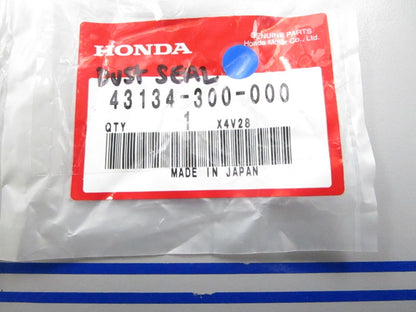 HONDA
GENUINE PARTS
Honda Motor Co., Ltd.
DUST SEAL
43134-300-000
QTY 1 X4V28
MADE IN JAPAN